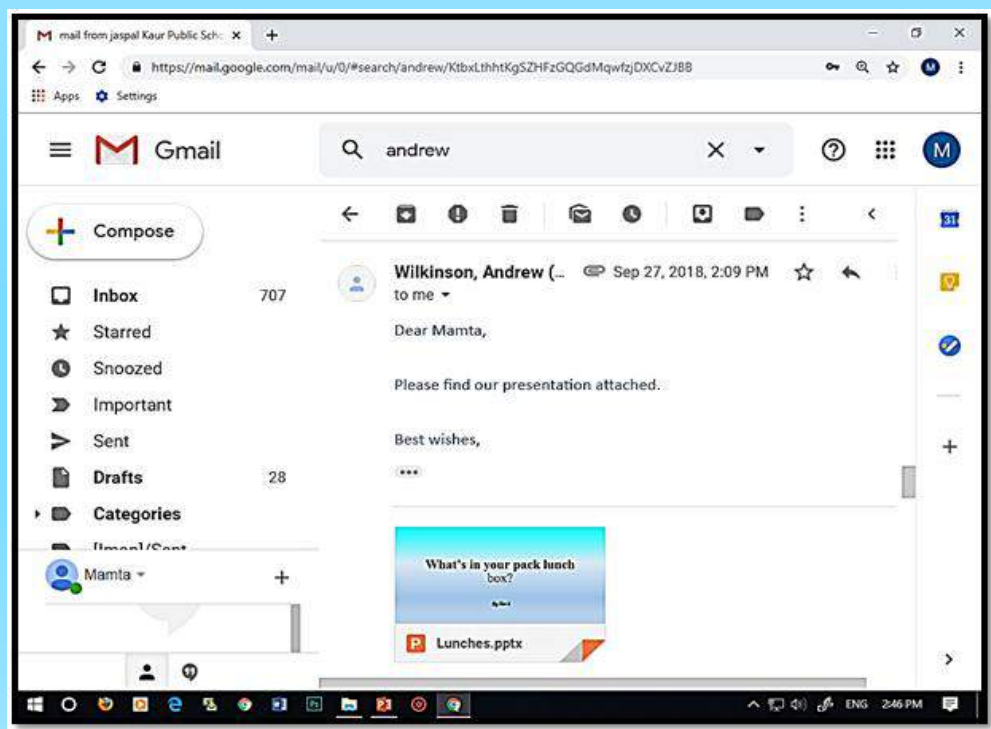 mail from jaspal Kaur Public Sch
https://mail.google.com/mail/u/0/#search/andrew/KtbxLthhtKgSZHFzGQGdMqwfzjDXCvZJBB
Apps Settings
Gmail
andrew
M
Compose
31
Wilkinson, Andrew (... Sep 27, 2018, 2:09 PM
to me
Inbox 707
Starred
Snoozed
Important
Sent
Drafts 28
Categories
[Imap]/Sent
Dear Mamta,
Please find our presentation attached.
Best wishes,
Mamta
What's in your pack lunch
box?
P Lunches.pptx
ENG 2:46 PM